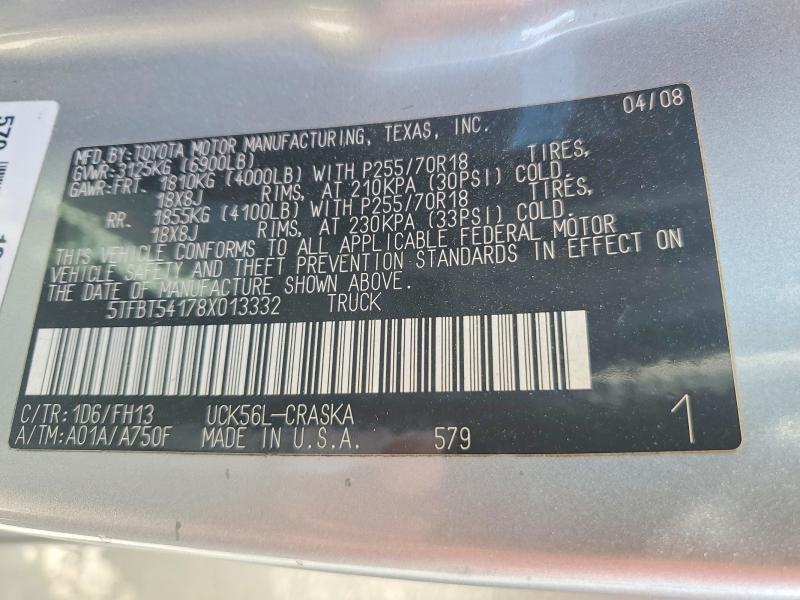 04/08
MFD.BY:TOYOTA MOTOR MANUFACTURING, TEXAS, INC.
GVWR:3125KG (6900LB)
GAWR:FRT. 1810KG (4000LB) WITH P255/70R18 TIRES,
18X8J RIMS, AT 210KPA (30PSI) COLD.
RR. 1855KG (4100LB) WITH P255/70R18 TIRES,
18X8J RIMS, AT 230KPA (33PSI) COLD.
THIS VEHICLE CONFORMS TO ALL APPLICABLE FEDERAL MOTOR
VEHICLE SAFETY AND THEFT PREVENTION STANDARDS IN EFFECT ON
THE DATE OF MANUFACTURE SHOWN ABOVE.
5TFBT54178X013332 TRUCK
C/TR:1D6/FH13 UCK56L-CRASKA
A/TM:A01A/A750F MADE IN U.S.A. 579
1
579